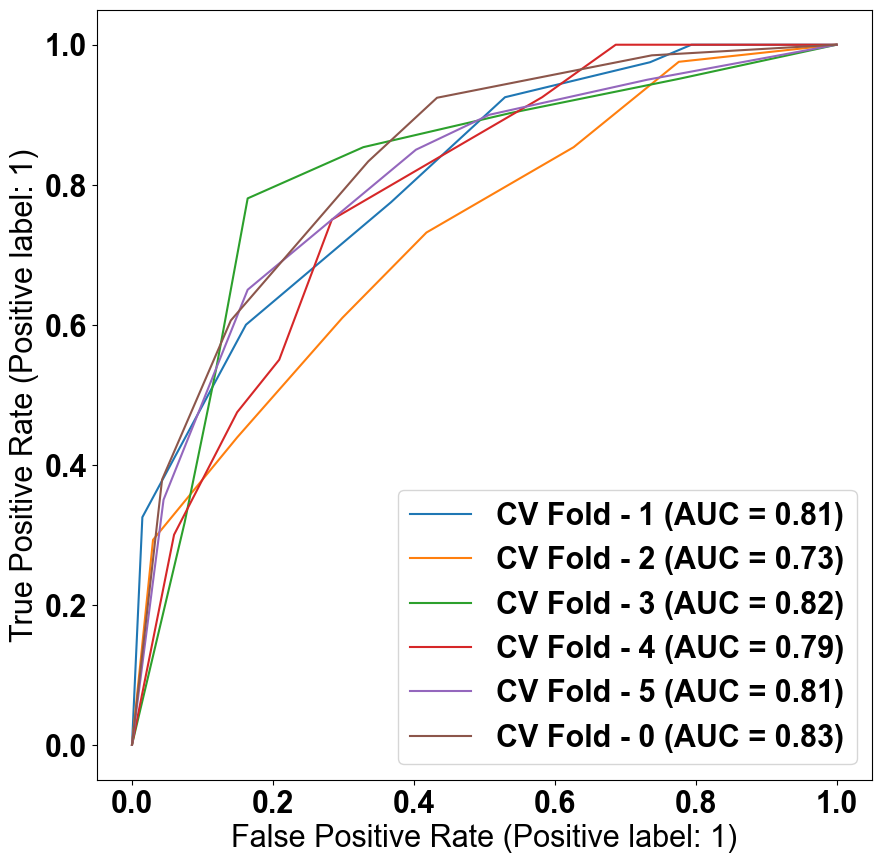 True Positive Rate (Positive label: 1)
1.0
0.8
0.6
0.4
0.2
0.0
CV Fold - 1 (AUC = 0.81)
CV Fold - 2 (AUC = 0.73)
CV Fold - 3 (AUC = 0.82)
CV Fold - 4 (AUC = 0.79)
CV Fold - 5 (AUC = 0.81)
CV Fold - 0 (AUC = 0.83)
0.0 0.2 0.4 0.6 0.8 1.0
False Positive Rate (Positive label: 1)